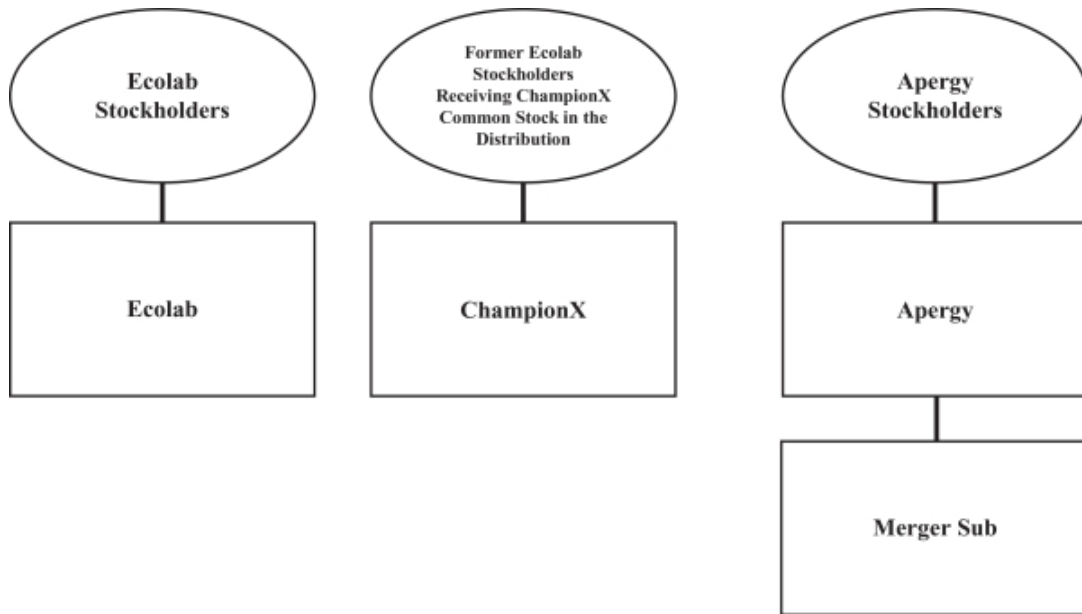 Ecolab
Stockholders
Former Ecolab
Stockholders
Receiving ChampionX
Common Stock in the
Distribution
Apergy
Stockholders
Ecolab
ChampionX
Apergy
Merger Sub